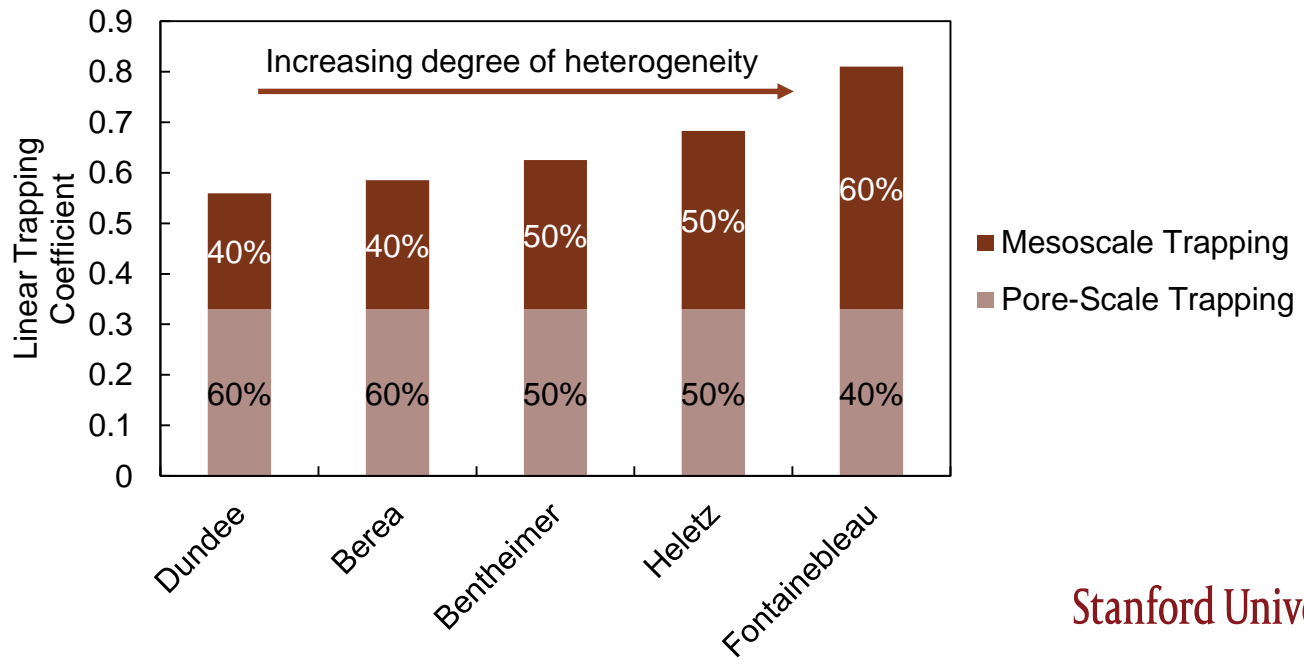 0.9
0.8
0.7
0.6
0.5
0.4
0.3
0.2
0.1
0
Linear Trapping
Coefficient
Increasing degree of heterogeneity
40%
40%
50%
50%
60%
60%
60%
50%
50%
40%
Dundee
Berea
Bentheimer
Heletz
Fontainebleau
Mesoscale Trapping
Pore-Scale Trapping
Stanford